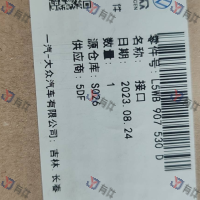 零件号: L5WB 907 530 D
名称: 接口
日期: 2023.08.24
数量: 1
源仓库: S026
供应商: 5DF
一汽-大众汽车有限公司: 吉林 长春